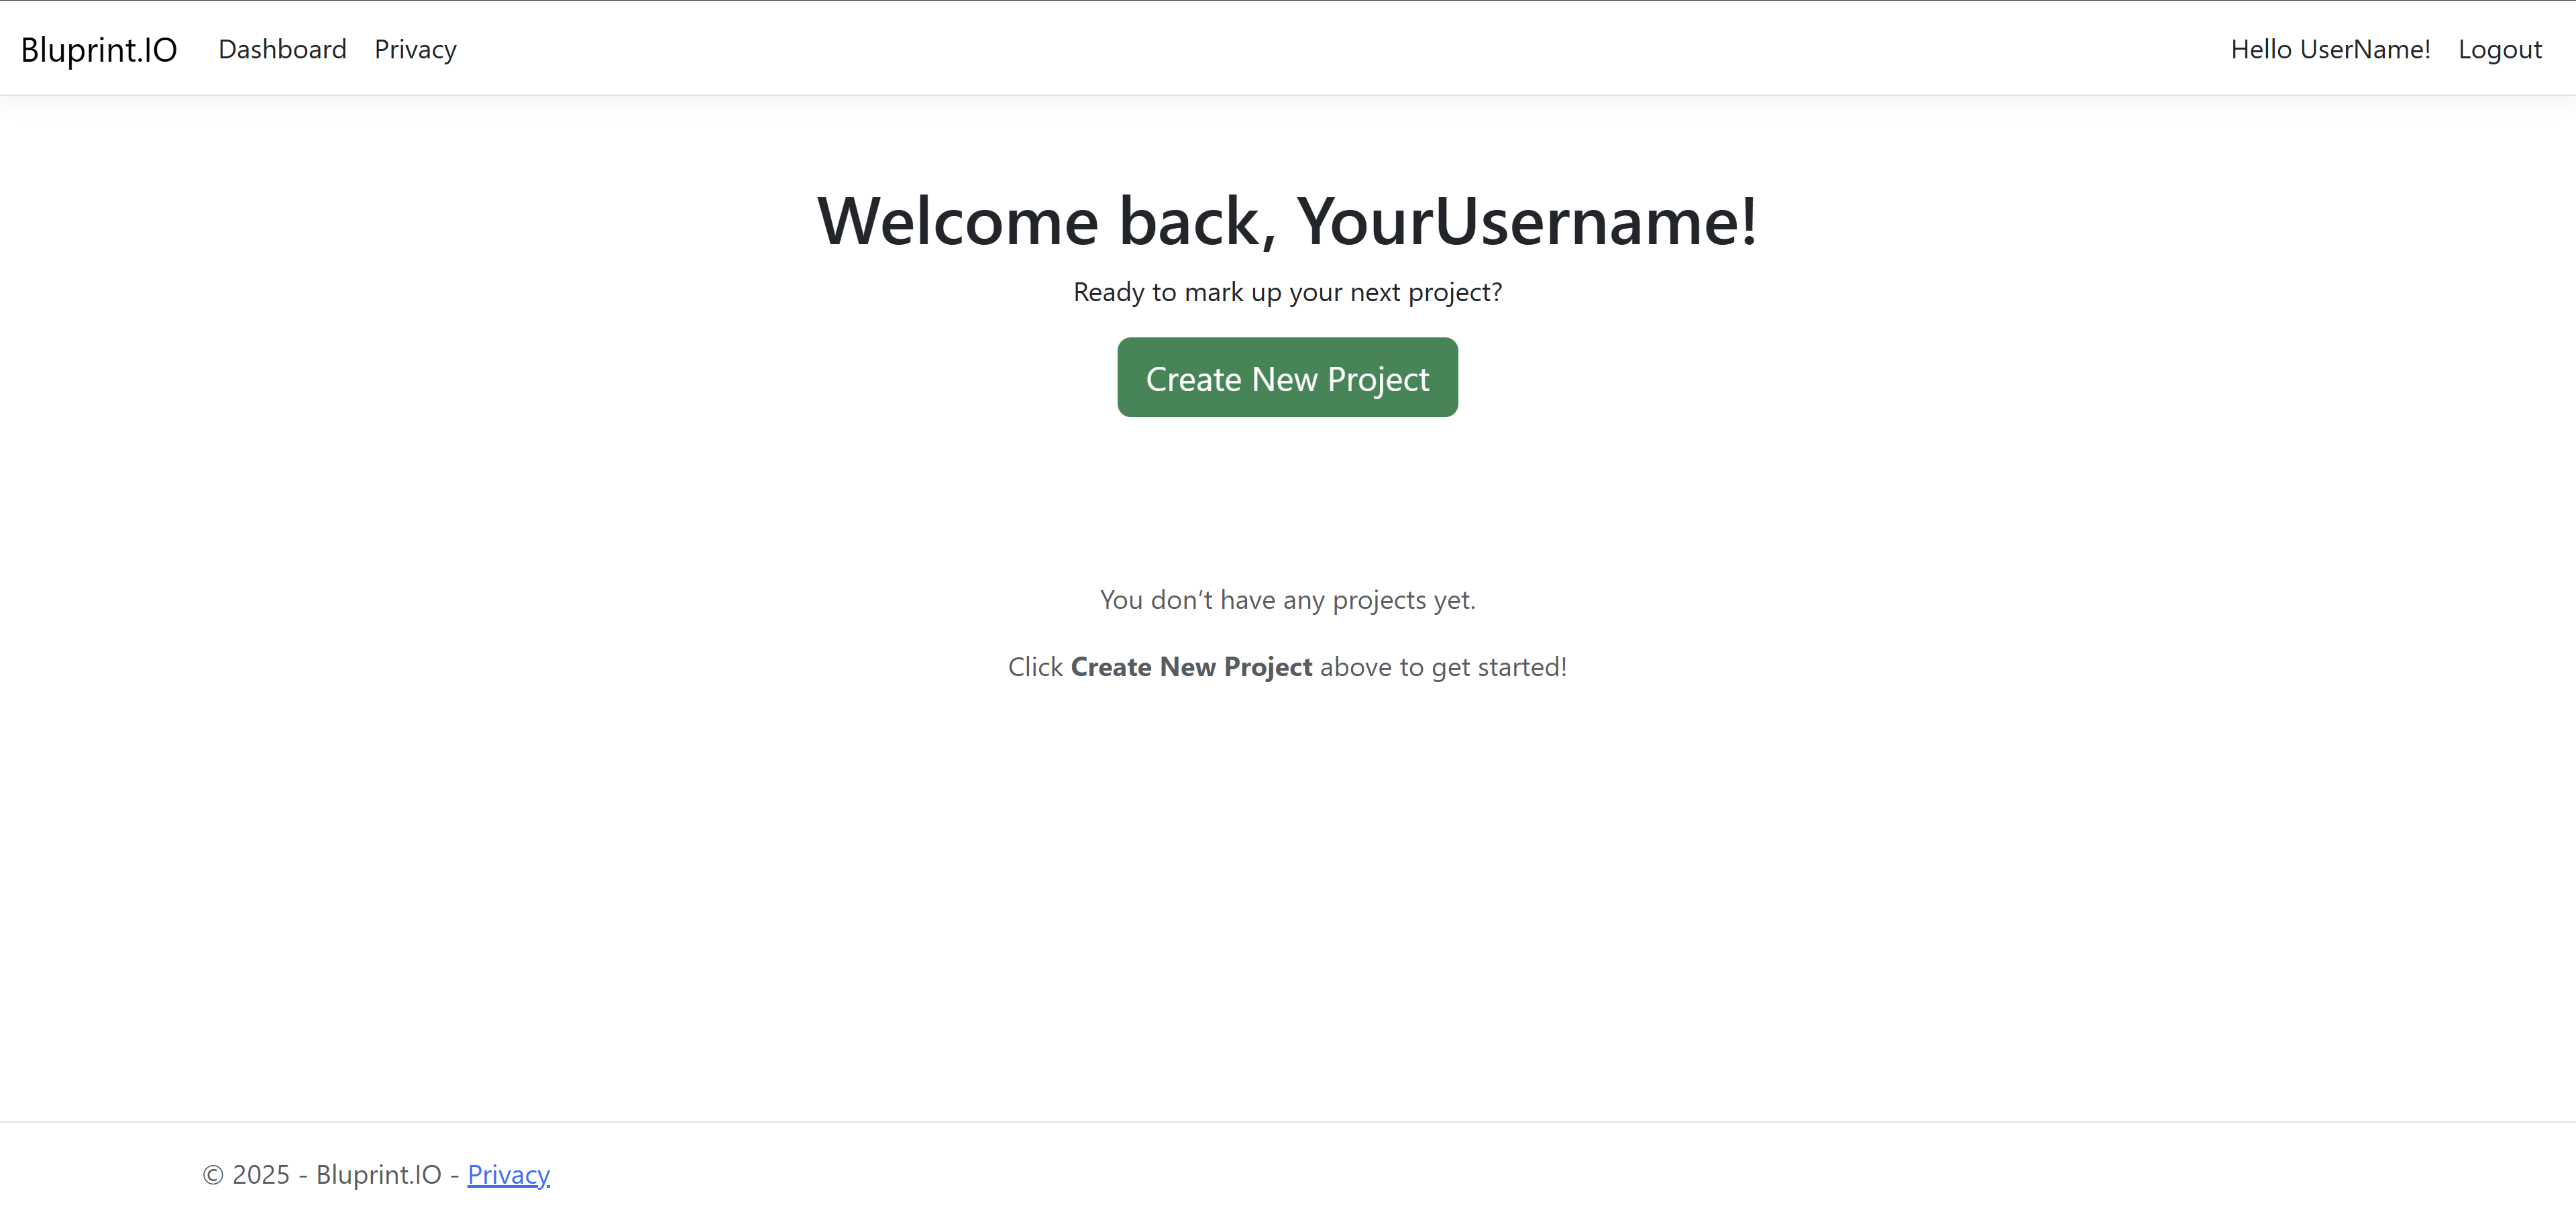 Bluprint.IO Dashboard Privacy Hello UserName! Logout
Welcome back, YourUsername!
Ready to mark up your next project?
Create New Project
You don’t have any projects yet.
Click Create New Project above to get started!
© 2025 - Bluprint.IO - Privacy